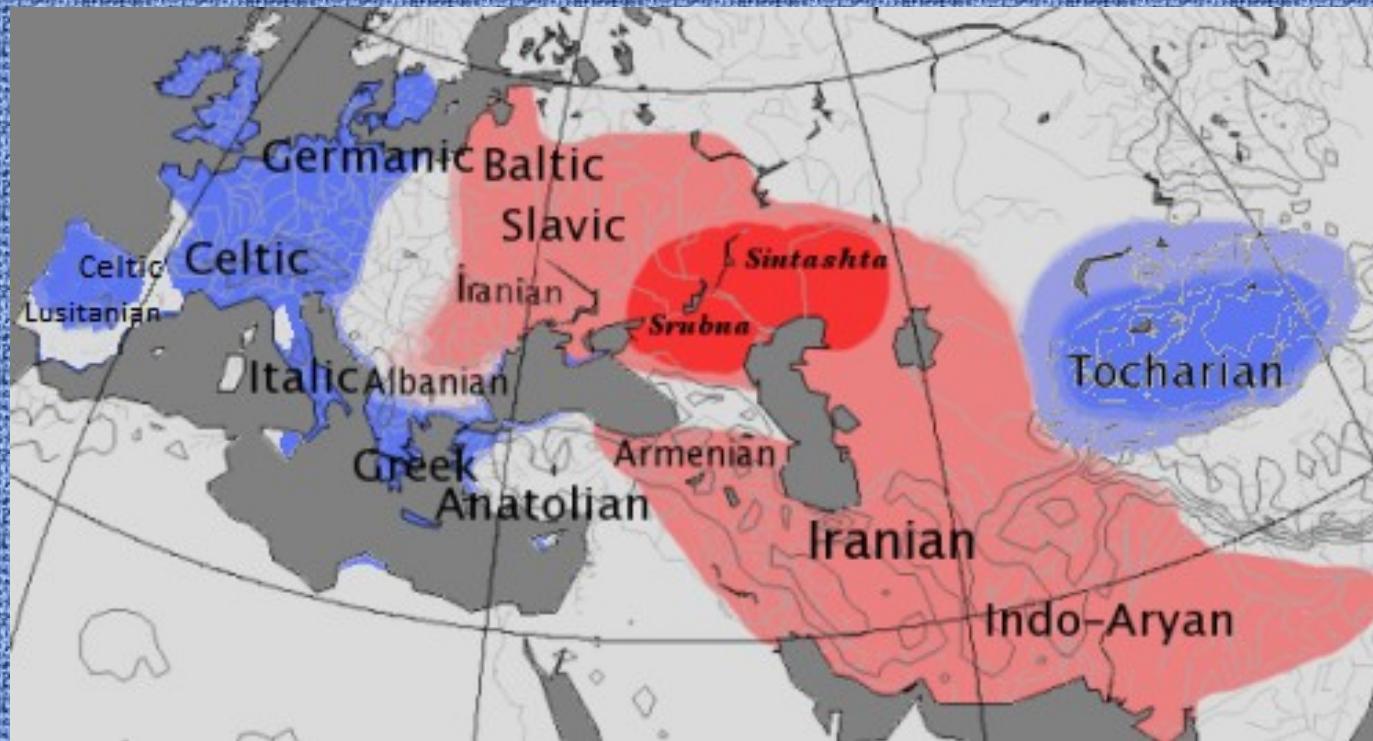 Germanic
Baltic
Slavic
Celtic
Celtic
Sintashta
Iranian
Lusitanian
Srubna
Italic
Albanian
Tocharian
Greek
Armenian
Anatolian
Iranian
Indo-Aryan